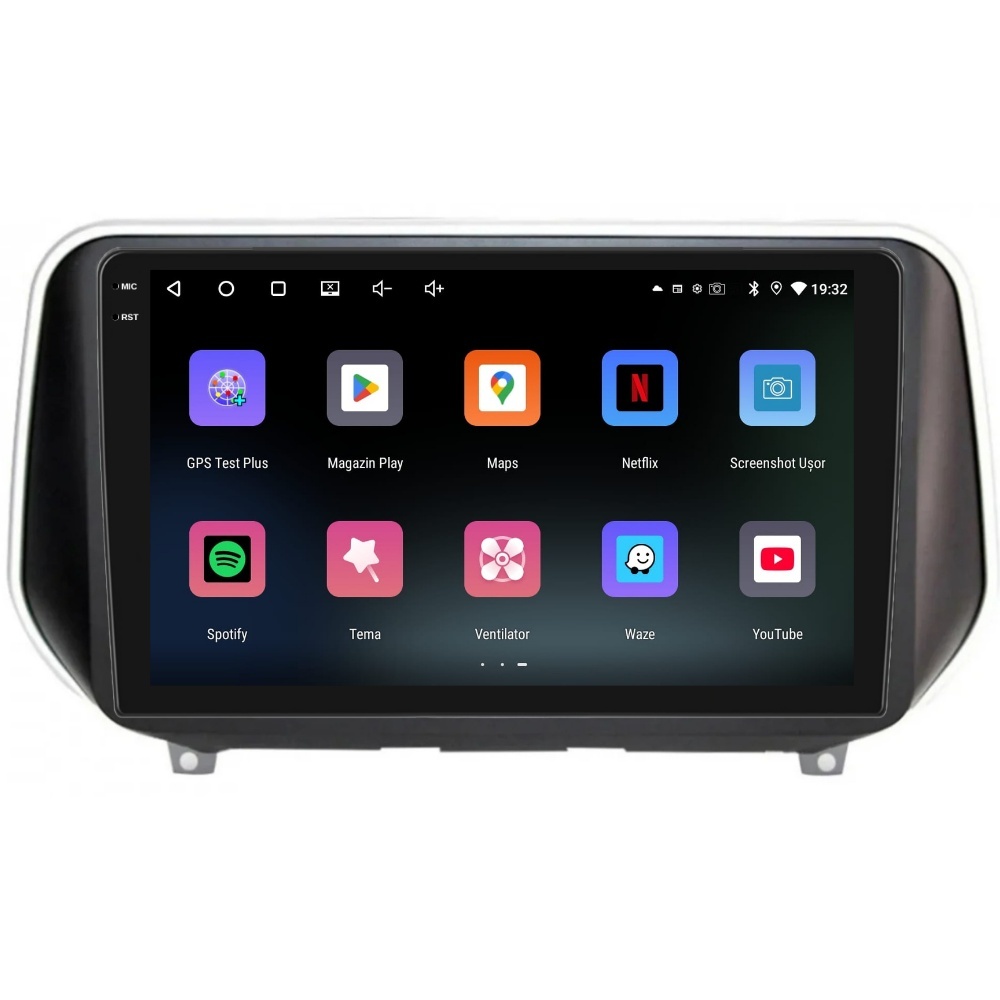 MIC
19:32
RST
GPS Test Plus
Magazin Play
Maps
Netflix
Screenshot Ușor
Spotify
Tema
Ventilator
Waze
YouTube